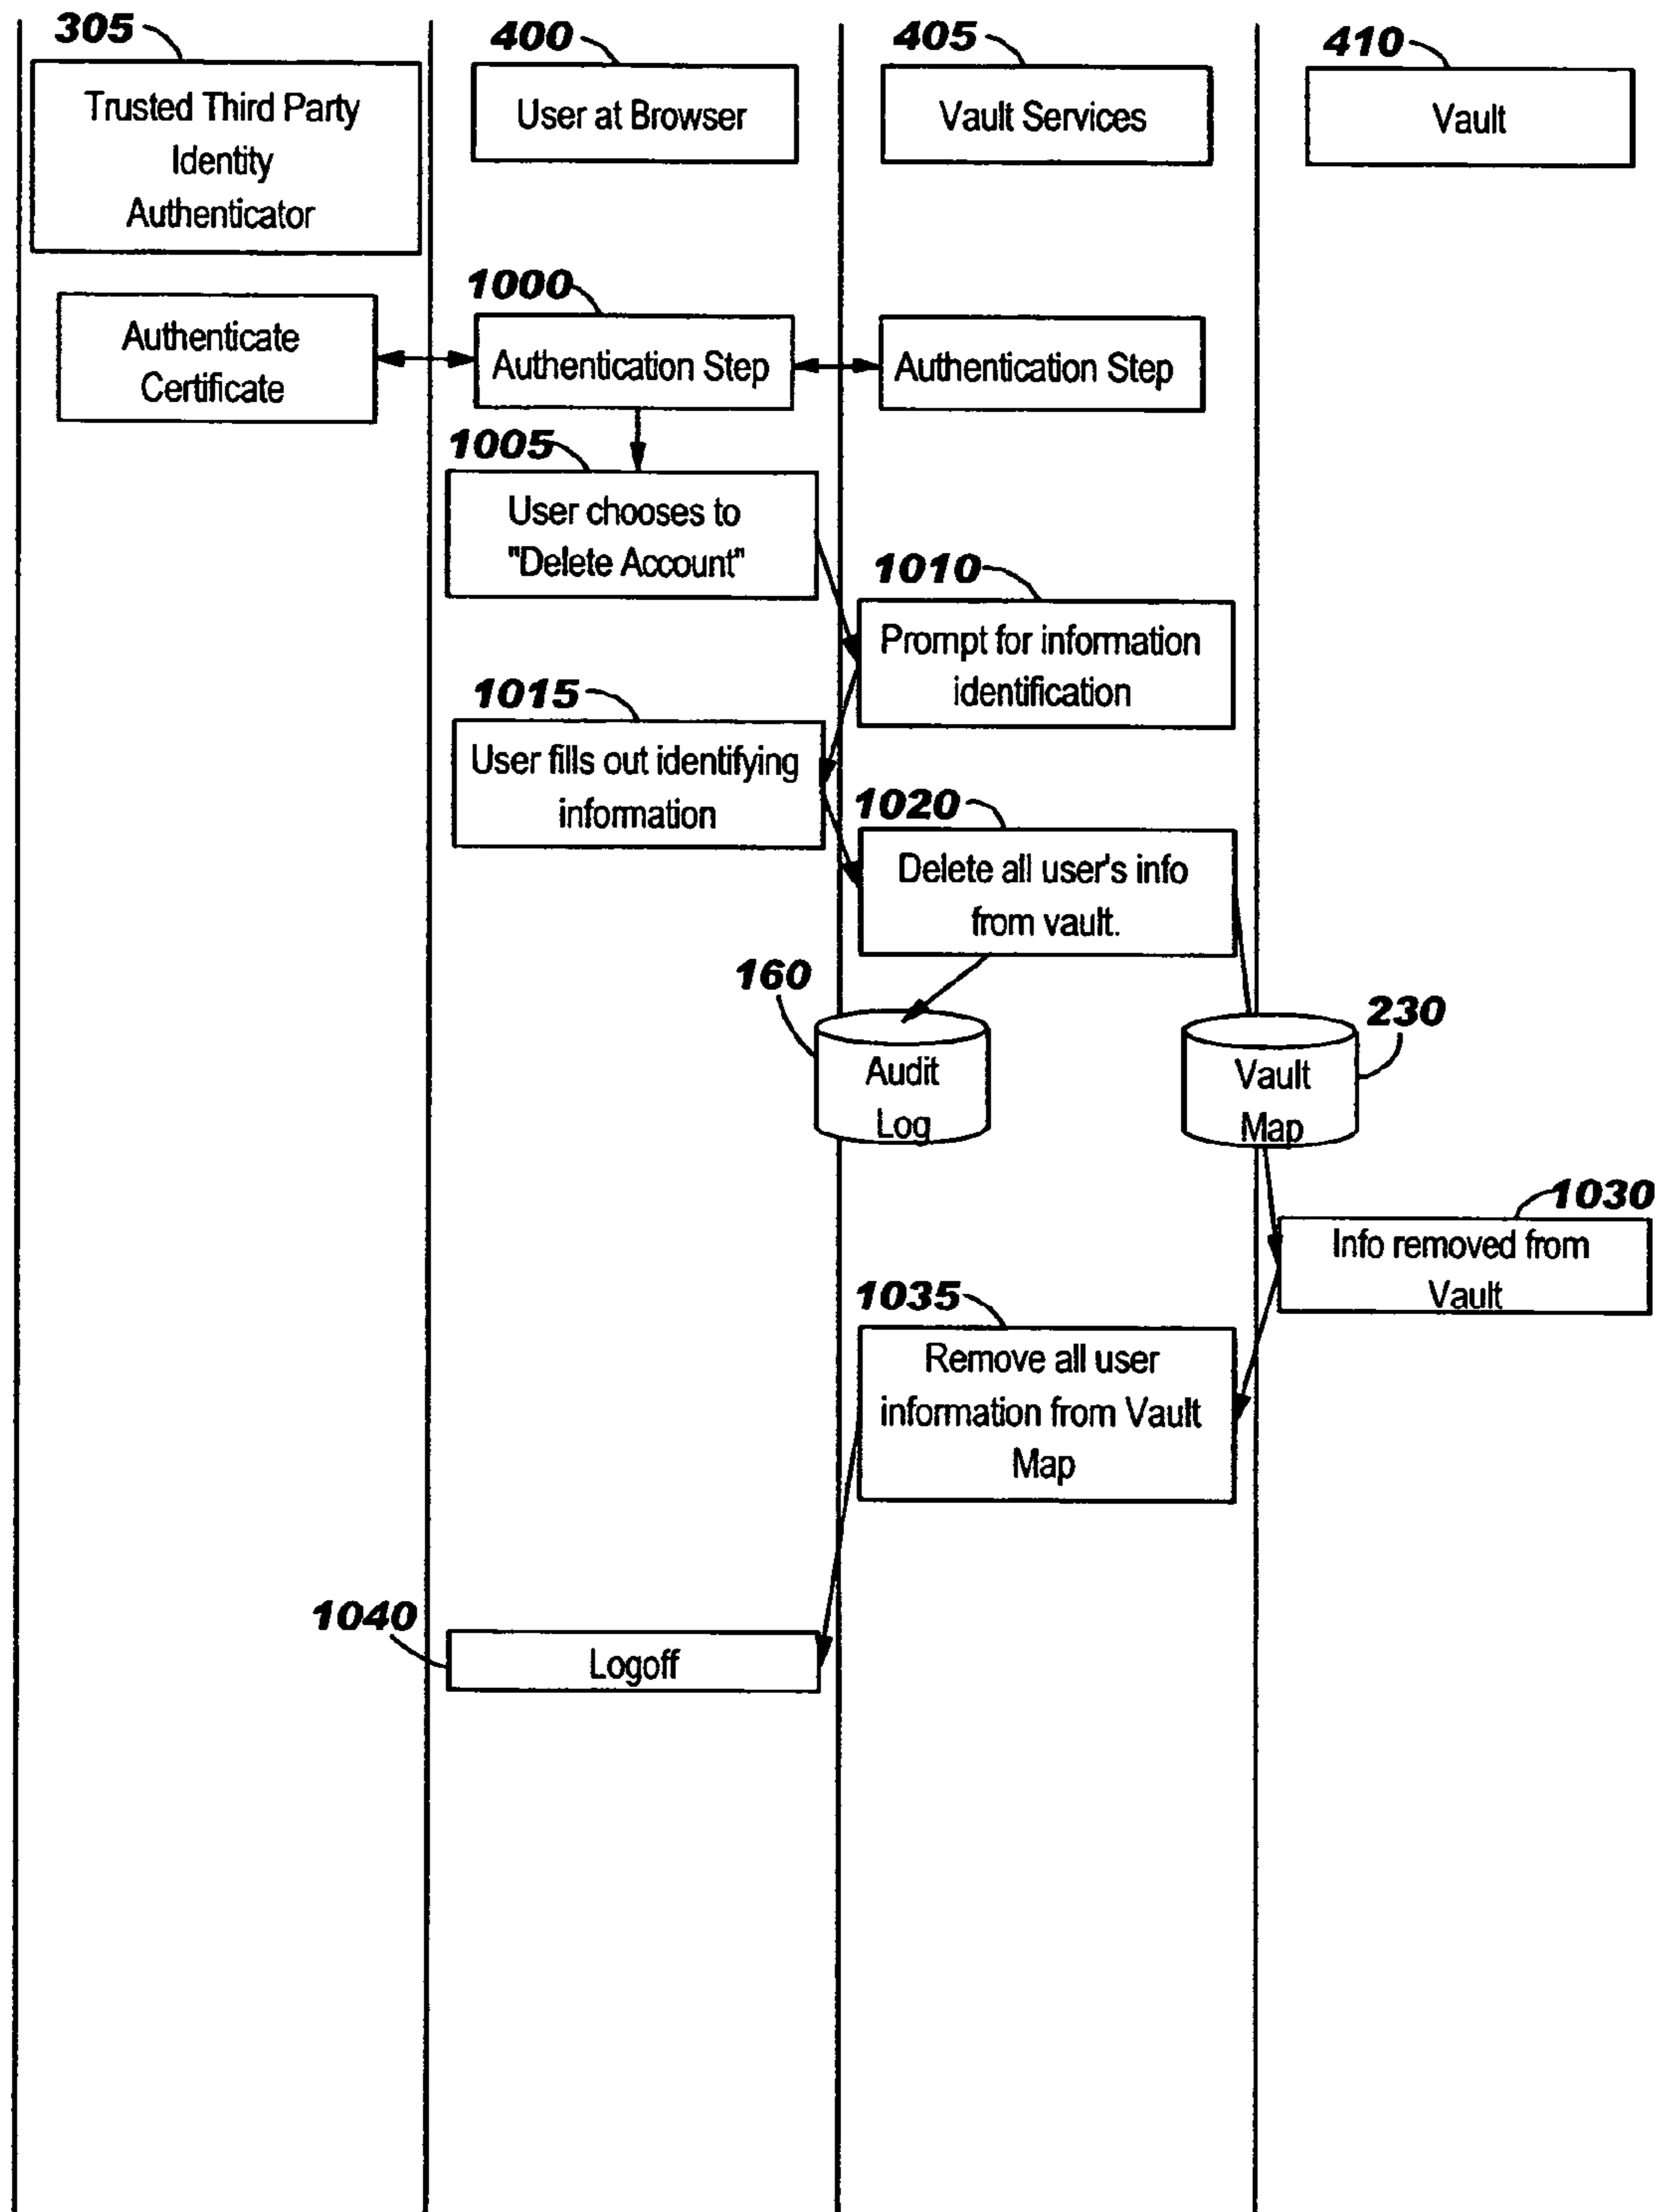 305
400
405
410
Trusted Third Party
Identity
Authenticator
User at Browser
Vault Services
Vault
1000
Authenticate
Certificate
Authentication Step
Authentication Step
1005
User chooses to
"Delete Account"
1010
Prompt for information
identification
1015
User fills out identifying
information
1020
Delete all user's info
from vault.
160
Audit
Log
230
Vault
Map
1030
Info removed from
Vault
1035
Remove all user
information from Vault
Map
1040
Logoff